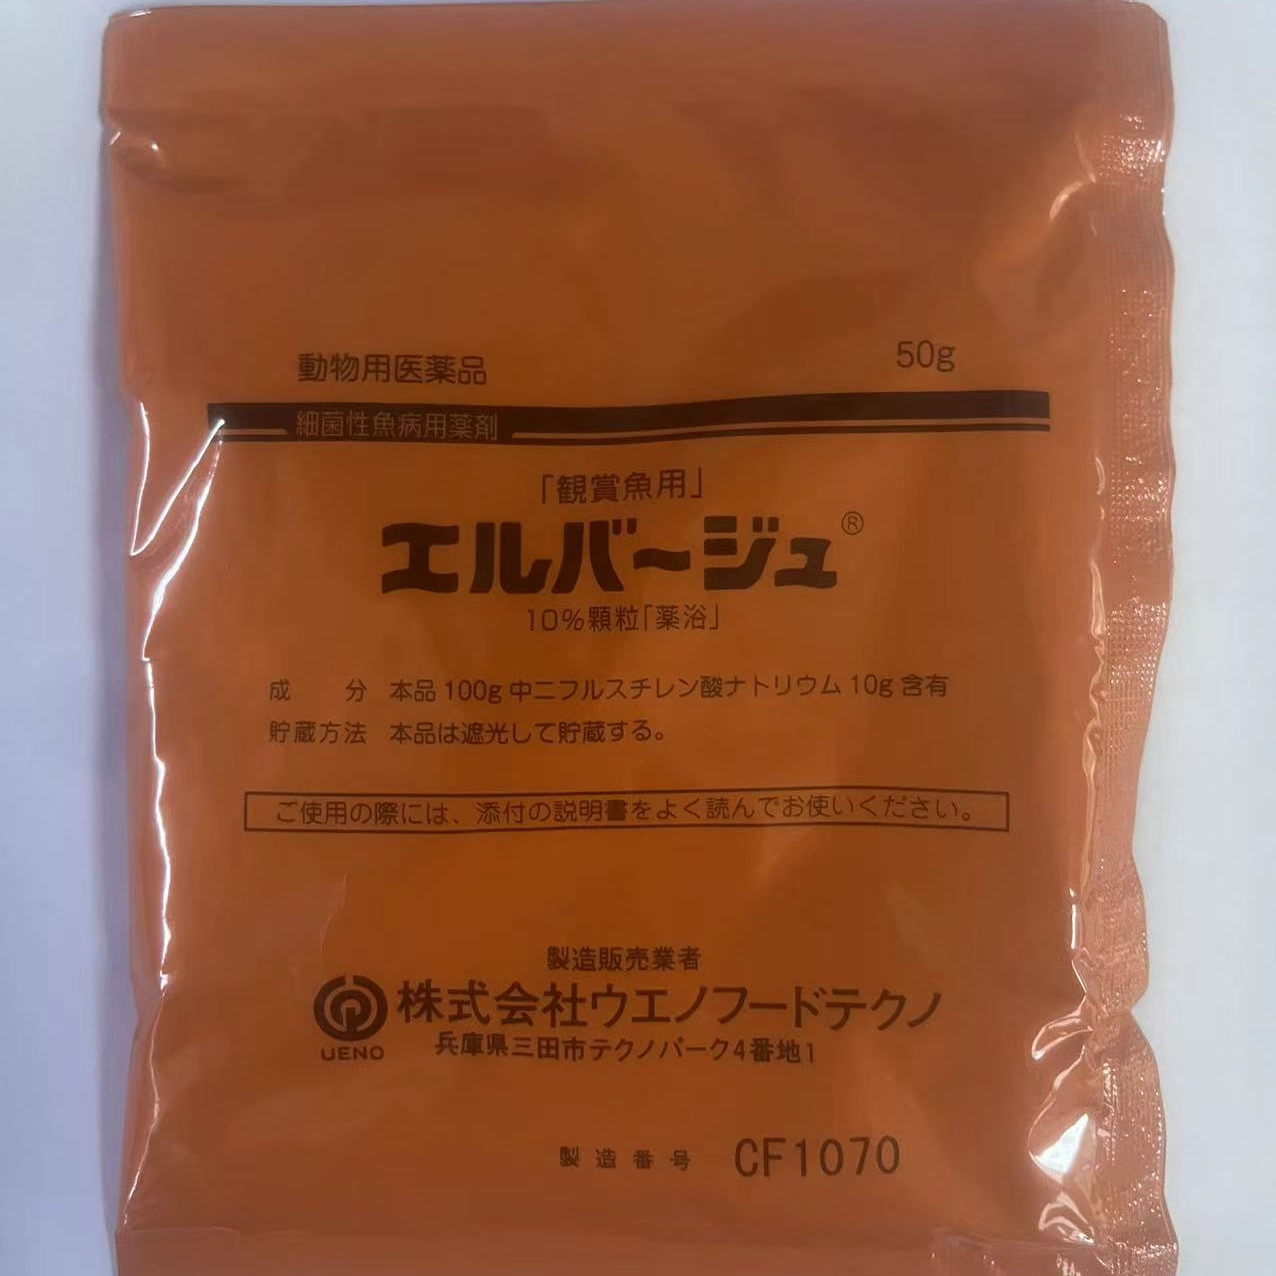 動物用医薬品
50g
細菌性魚病用薬剤
「観賞魚用」
エルバージュ®
10%顆粒「薬浴」
成　分 本品100g中ニフルスチレン酸ナトリウム10g含有
貯蔵方法 本品は遮光して貯蔵する。
ご使用の際には、添付の説明書をよく読んでお使いください。
製造販売業者
株式会社ウエノフードテクノ
UENO
兵庫県三田市テクノパーク4番地1
製造番号 CF1070